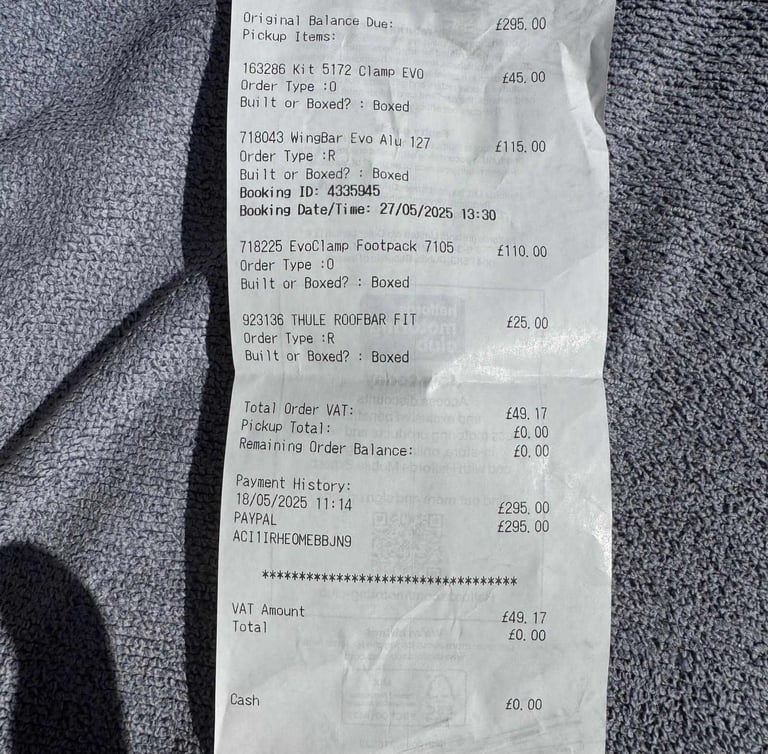 Original Balance Due: £295.00
Pickup Items:
163286 Kit 5172 Clamp EVO £45.00
Order Type :O
Built or Boxed? : Boxed
718043 WingBar Evo Alu 127 £115.00
Order Type :R
Built or Boxed? : Boxed
Booking ID: 4335945
Booking Date/Time: 27/05/2025 13:30
718225 EvoClamp Footpack 7105 £110.00
Order Type :O
Built or Boxed? : Boxed
923136 THULE ROOFBAR FIT £25.00
Order Type :R
Built or Boxed? : Boxed
Total Order VAT: £49.17
Pickup Total: £0.00
Remaining Order Balance: £0.00
Payment History:
18/05/2025 11:14 £295.00
PAYPAL £295.00
ACI1IRHEOMEBBJN9
**********************************
VAT Amount £49.17
Total £0.00
Cash £0.00